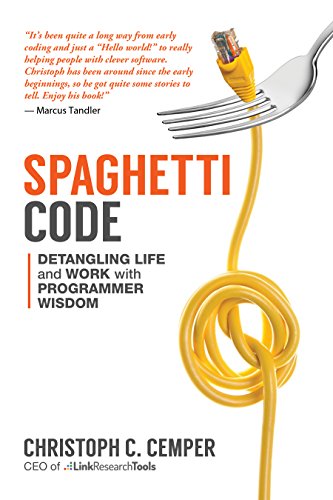 “It’s been quite a long way from early
coding and just a “Hello world!” to really
helping people with clever software.
Christoph has been around since the early
beginnings, so he got quite some stories to
tell. Enjoy his book!”
— Marcus Tandler
SPAGHETTI
CODE
DETANGLING LIFE
and WORK with
PROGRAMMER
WISDOM
CHRISTOPH C. CEMPER
CEO of LinkResearchTools